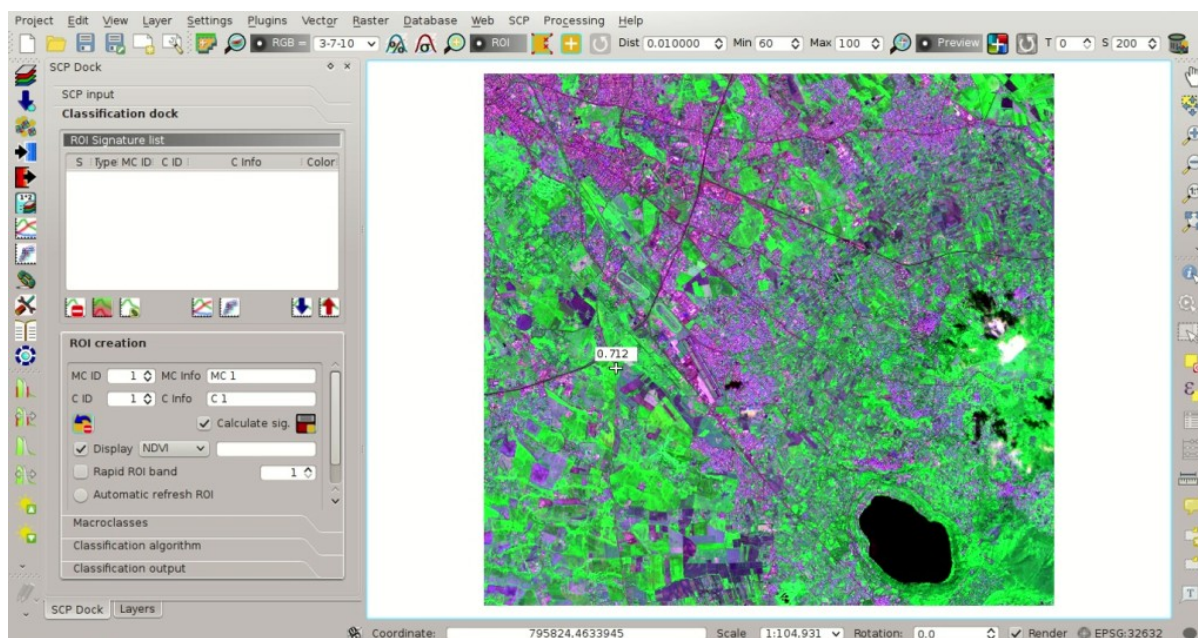 Project Edit View Layer Settings Plugins Vector Raster Database Web SCP Processing Help
RGB = 3-7-10 ROI Dist 0.010000 Min 60 Max 100 Preview T 0 S 200
SCP Dock
SCP input
Classification dock
ROI Signature list
S Type MC ID C ID C Info Color
ROI creation
MC ID 1 MC Info MC 1
C ID 1 C Info C 1
Calculate sig.
Display NDVI
Rapid ROI band 1
Automatic refresh ROI
Macroclasses
Classification algorithm
Classification output
SCP Dock Layers
0.712
Coordinate: 795824.4633945 Scale 1:104.931 Rotation: 0.0 Render EPSG:32632